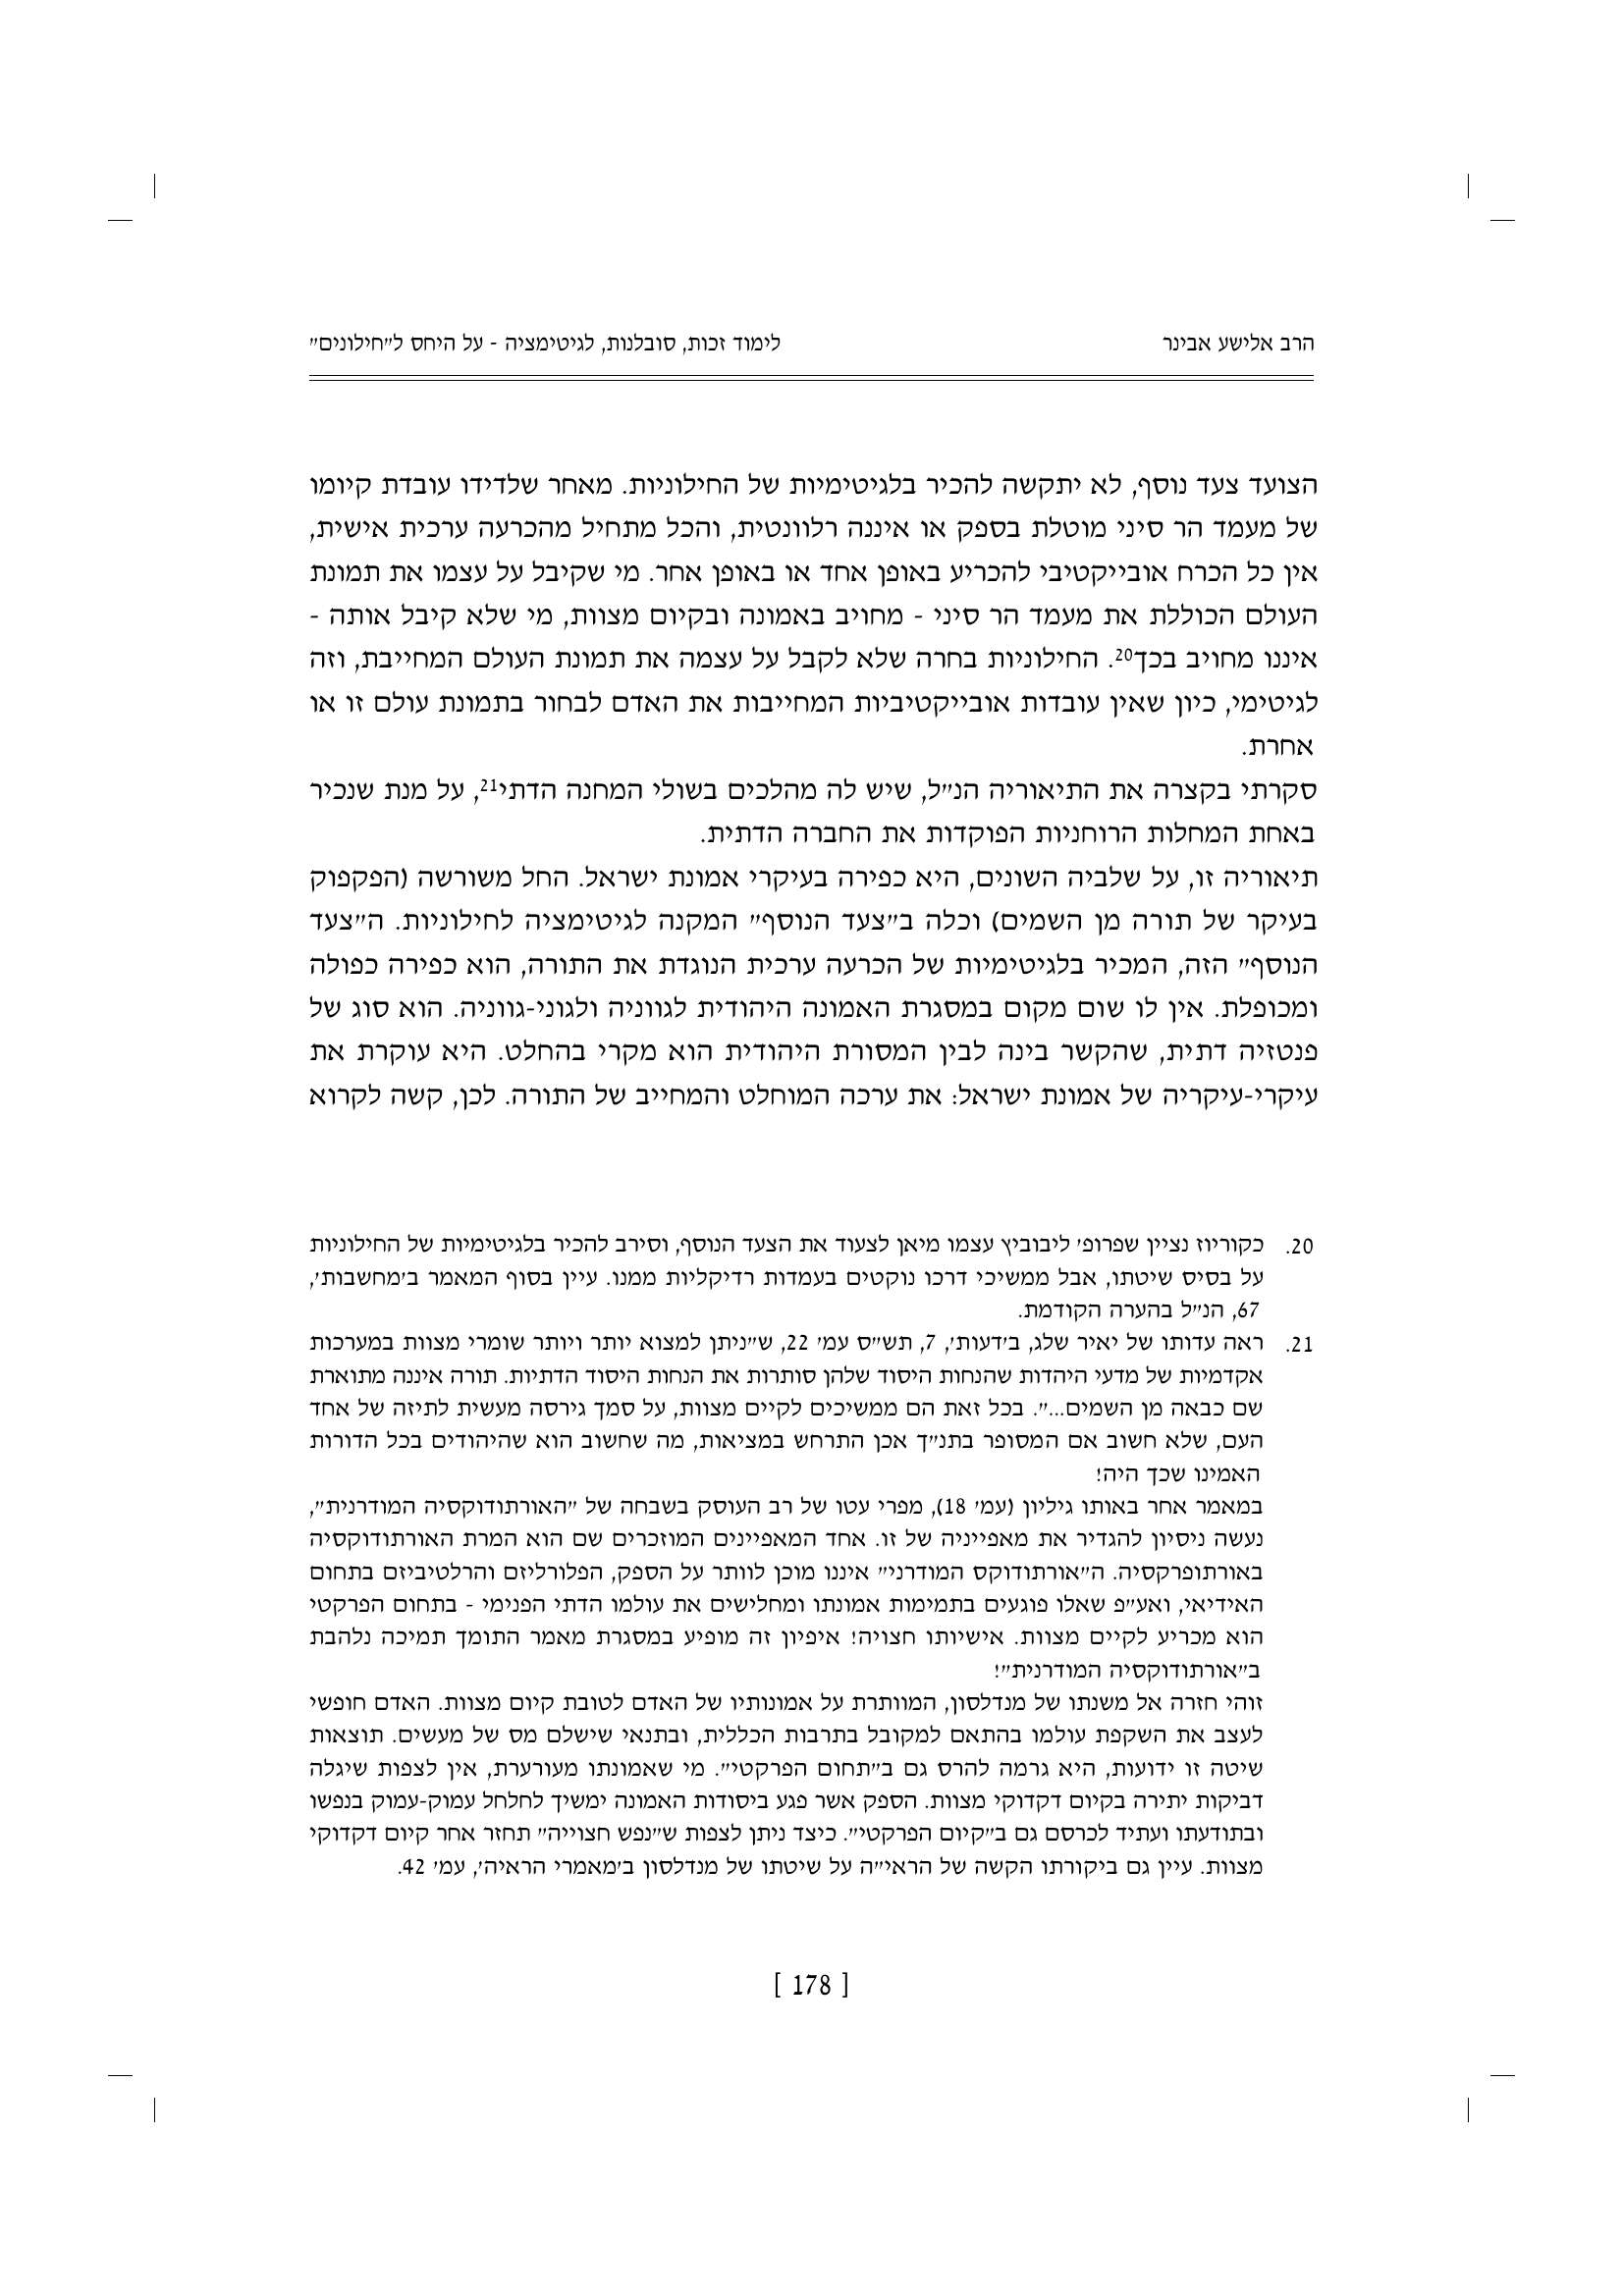 הרב אלישע אבינר
לימוד זכות, סובלנות, לגיטימציה - על היחס ל"חילונים"
הצועד צעד נוסף, לא יתקשה להכיר בלגיטימיות של החילוניות. מאחר שלדידו עובדת קיומו
של מעמד הר סיני מוטלת בספק או איננה רלוונטית, והכל מתחיל מהכרעה ערכית אישית,
אין כל הכרח אובייקטיבי להכריע באופן אחד או באופן אחר. מי שקיבל על עצמו את תמונת
העולם הכוללת את מעמד הר סיני - מחויב באמונה ובקיום מצוות, מי שלא קיבל אותה -
איננו מחויב בכך20. החילוניות בחרה שלא לקבל על עצמה את תמונת העולם המחייבת, וזה
לגיטימי, כיון שאין עובדות אובייקטיביות המחייבות את האדם לבחור בתמונת עולם זו או
אחרת.
סקרתי בקצרה את התיאוריה הנ"ל, שיש לה מהלכים בשולי המחנה הדתי21, על מנת שנכיר
באחת המחלות הרוחניות הפוקדות את החברה הדתית.
תיאוריה זו, על שלביה השונים, היא כפירה בעיקרי אמונת ישראל. החל משורשה (הפקפוק
בעיקר של תורה מן השמים) וכלה ב"צעד הנוסף" המקנה לגיטימציה לחילוניות. ה"צעד
הנוסף" הזה, המכיר בלגיטימיות של הכרעה ערכית הנוגדת את התורה, הוא כפירה כפולה
ומכופלת. אין לו שום מקום במסגרת האמונה היהודית לגווניה ולגוני-גווניה. הוא סוג של
פנטזיה דתית, שהקשר בינה לבין המסורת היהודית הוא מקרי בהחלט. היא עוקרת את
עיקרי-עיקריה של אמונת ישראל: את ערכה המוחלט והמחייב של התורה. לכן, קשה לקרוא
20. כקוריוז נציין שפרופ' ליבוביץ עצמו מיאן לצעוד את הצעד הנוסף, וסירב להכיר בלגיטימיות של החילוניות
על בסיס שיטתו, אבל ממשיכי דרכו נוקטים בעמדות רדיקליות ממנו. עיין בסוף המאמר ב'מחשבות',
67, הנ"ל בהערה הקודמת.
21. ראה עדותו של יאיר שלג, ב'דעות', 7, תש"ס עמ' 22, ש"ניתן למצוא יותר ויותר שומרי מצוות במערכות
אקדמיות של מדעי היהדות שהנחות היסוד שלהן סותרות את הנחות היסוד הדתיות. תורה איננה מתוארת
שם כבאה מן השמים...". בכל זאת הם ממשיכים לקיים מצוות, על סמך גירסה מעשית לתיזה של אחד
העם, שלא חשוב אם המסופר בתנ"ך אכן התרחש במציאות, מה שחשוב הוא שהיהודים בכל הדורות
האמינו שכך היה!
במאמר אחר באותו גיליון (עמ' 18), מפרי עטו של רב העוסק בשבחה של "האורתודוקסיה המודרנית",
נעשה ניסיון להגדיר את מאפייניה של זו. אחד המאפיינים המוזכרים שם הוא המרת האורתודוקסיה
באורתופרקסיה. ה"אורתודוקס המודרני" איננו מוכן לוותר על הספק, הפלורליזם והרלטיביזם בתחום
האידיאי, ואע"פ שאלו פוגעים בתמימות אמונתו ומחלישים את עולמו הדתי הפנימי - בתחום הפרקטי
הוא מכריע לקיים מצוות. אישיותו חצויה! איפיון זה מופיע במסגרת מאמר התומך תמיכה נלהבת
ב"אורתודוקסיה המודרנית"!
זוהי חזרה אל משנתו של מנדלסון, המוותרת על אמונותיו של האדם לטובת קיום מצוות. האדם חופשי
לעצב את השקפת עולמו בהתאם למקובל בתרבות הכללית, ובתנאי שישלם מס של מעשים. תוצאות
שיטה זו ידועות, היא גרמה להרס גם ב"תחום הפרקטי". מי שאמונתו מעורערת, אין לצפות שיגלה
דביקות יתירה בקיום דקדוקי מצוות. הספק אשר פגע ביסודות האמונה ימשיך לחלחל עמוק-עמוק בנפשו
ובתודעתו ועתיד לכרסם גם ב"קיום הפרקטי". כיצד ניתן לצפות ש"נפש חצוייה" תחזר אחר קיום דקדוקי
מצוות. עיין גם ביקורתו הקשה של הראי"ה על שיטתו של מנדלסון ב'מאמרי הראיה', עמ' 42.
[ 178 ]